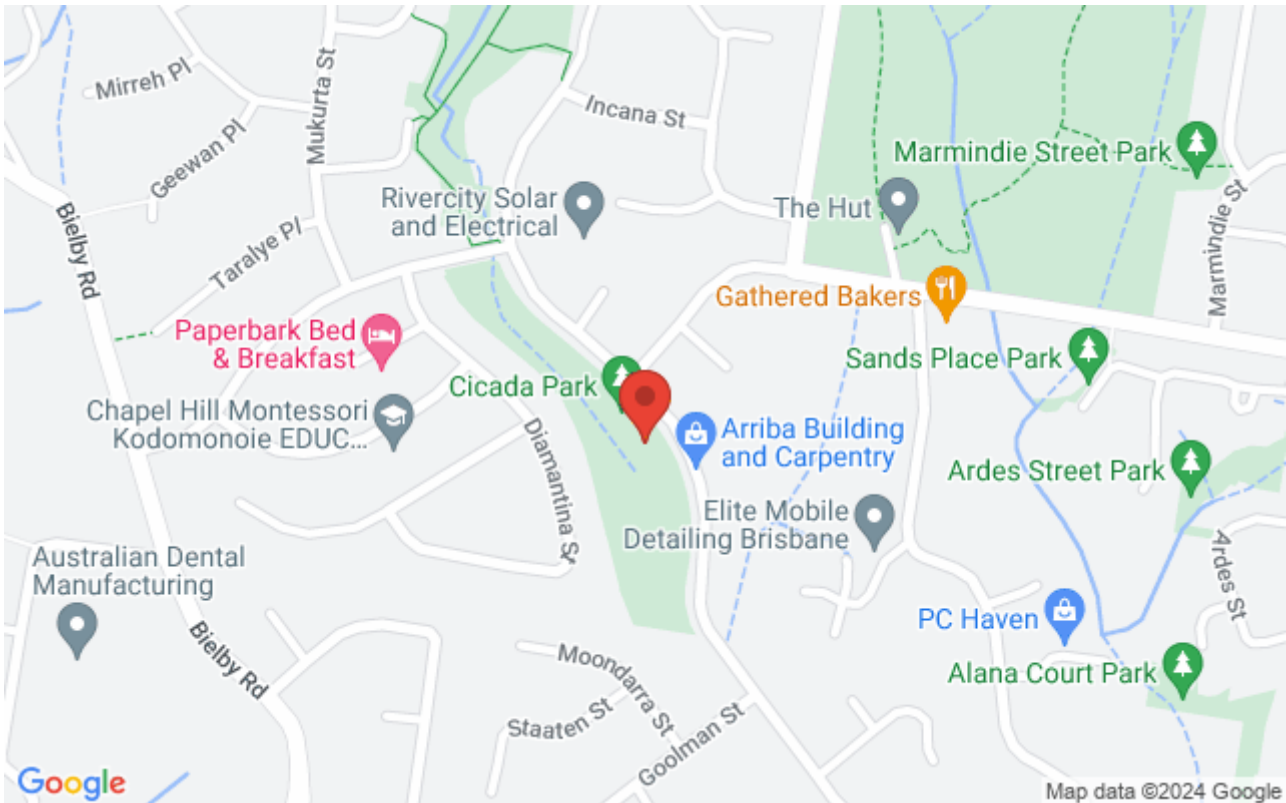 Mirreh Pl
Mukurta St
Incana St
Geewan Pl
Marmindie Street Park
Rivercity Solar
and Electrical
The Hut
Bielby Rd
Taralye Pl
Marmindie St
Gathered Bakers
Paperbark Bed
& Breakfast
Sands Place Park
Cicada Park
Chapel Hill Montessori
Kodomonoie EDUC...
Diamantina St
Arriba Building
and Carpentry
Ardes Street Park
Elite Mobile
Detailing Brisbane
Australian Dental
Manufacturing
Ardes St
PC Haven
Bielby Rd
Moondarra St
Alana Court Park
Staaten St
Goolman St
Google
Map data ©2024 Google